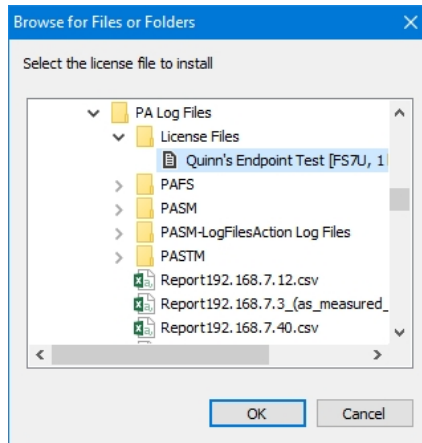 Browse for Files or Folders
Select the license file to install
PA Log Files
License Files
Quinn's Endpoint Test [FS7U, 1
PAFS
PASM
PASM-LogFilesAction Log Files
PASTM
Report192.168.7.12.csv
Report192.168.7.3_(as_measured_
Report192.168.7.40.csv
OK
Cancel